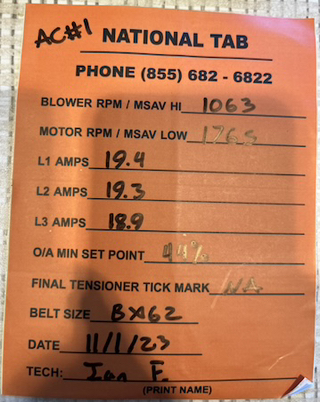 AC#1
NATIONAL TAB
PHONE (855) 682 - 6822
BLOWER RPM / MSAV HI 1063
MOTOR RPM / MSAV LOW 1765
L1 AMPS 19.4
L2 AMPS 19.3
L3 AMPS 18.9
O/A MIN SET POINT 44%
FINAL TENSIONER TICK MARK N/A
BELT SIZE BX62
DATE 11/1/23
TECH: Ian F.
(PRINT NAME)